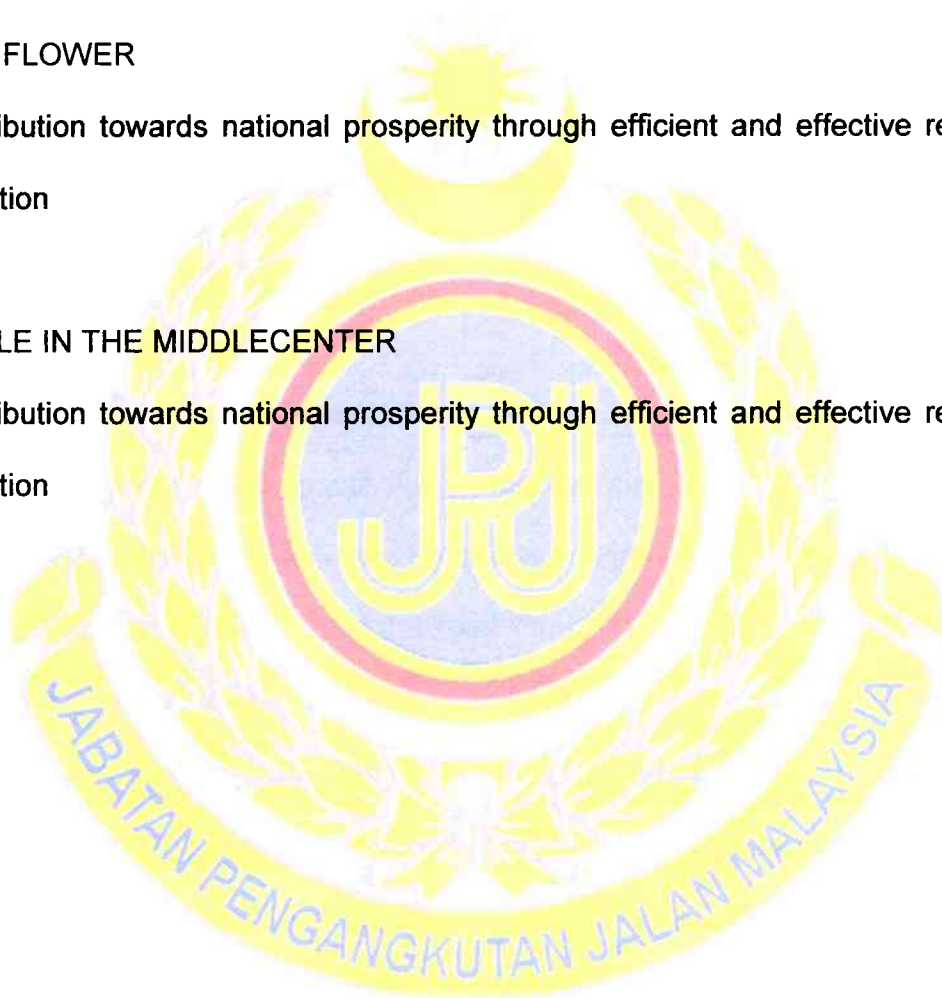 FLOWER
ibution towards national prosperity through efficient and effective re
tion
LE IN THE MIDDLECENTER
ibution towards national prosperity through efficient and effective re
tion
JPJ
JABATAN PENGANGKUTAN JALAN MALAYSIA